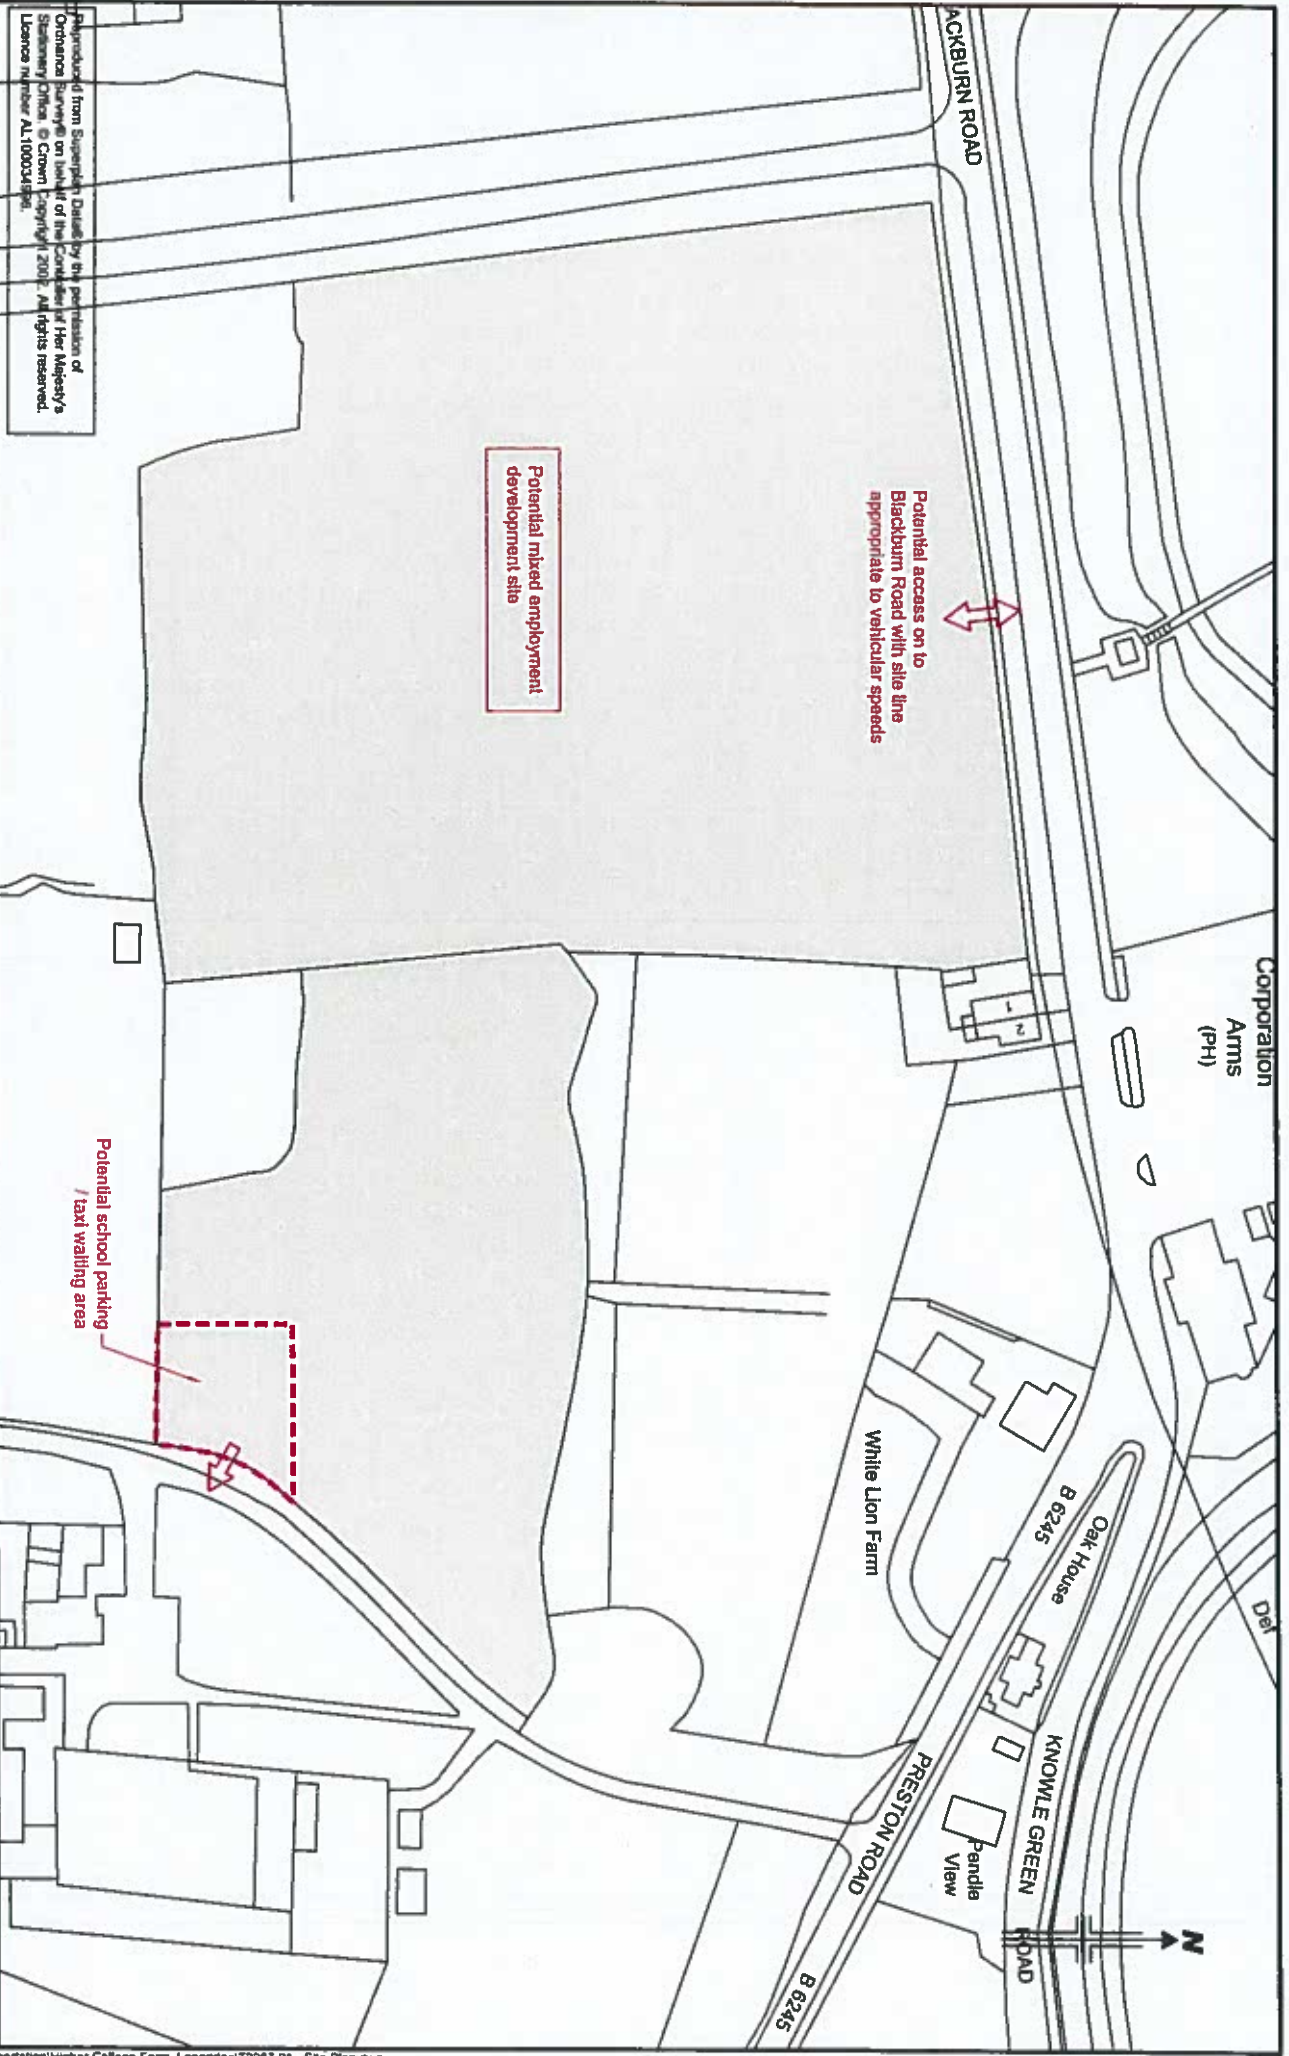 ACKBURN ROAD
Corporation
Arms
(PH)
Def
N
Potential access on to
Blackburn Road with site line
appropriate to vehicular speeds
1
2
B 6245
Oak House
KNOWLE GREEN
ROAD
Pendle
View
White Lion Farm
PRESTON ROAD
B 6245
Potential mixed employment
development site
Potential school parking
/ taxi waiting area
Reproduced from Superplan Data® by the permission of
Ordnance Survey® on behalf of the Controller of Her Majesty's
Stationary Office. © Crown Copyright 2002. All rights reserved.
Licence number AL100034996.